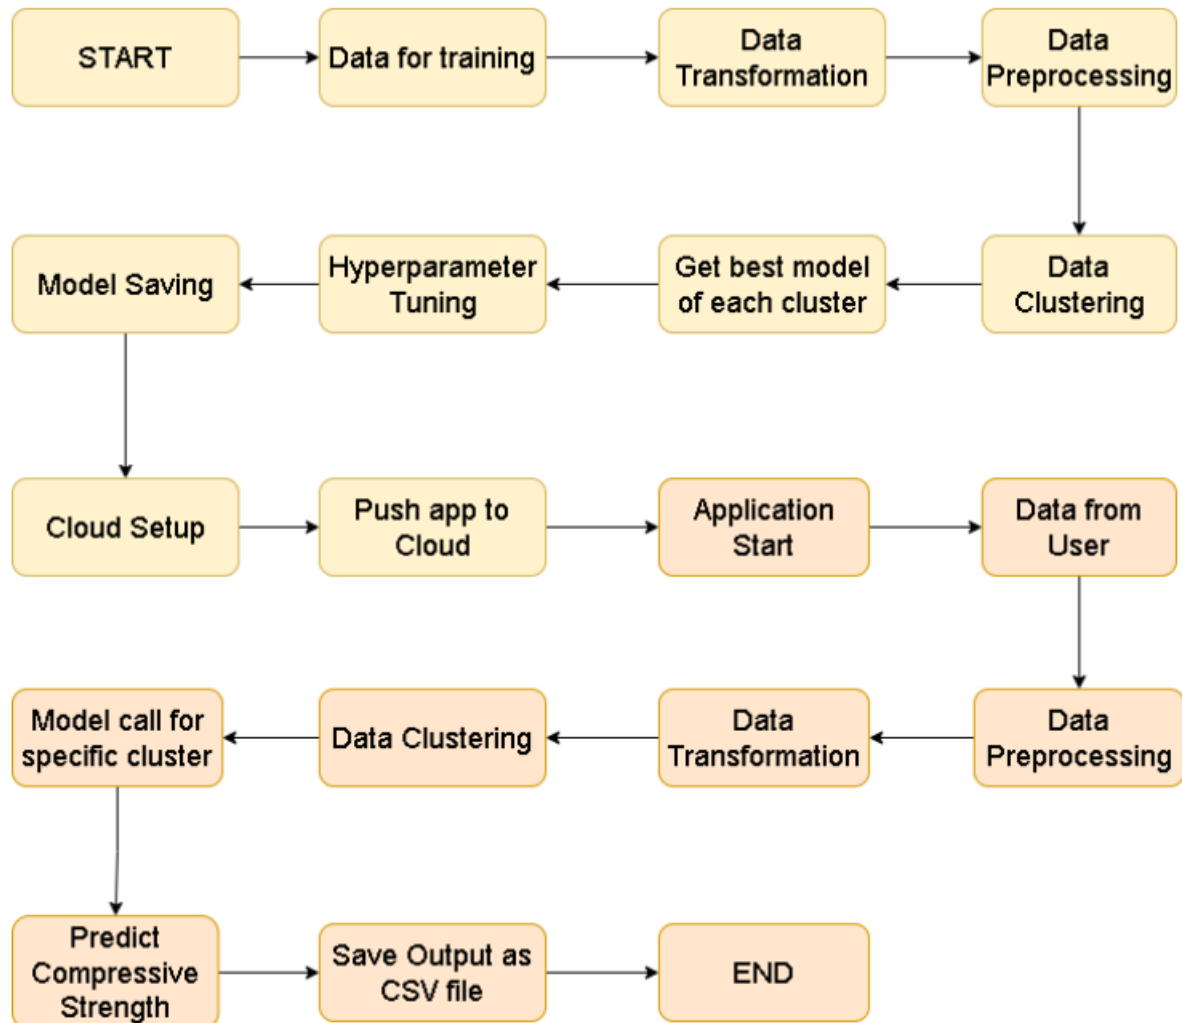 START
Data for training
Data
Transformation
Data
Preprocessing
Model Saving
Hyperparameter
Tuning
Get best model
of each cluster
Data
Clustering
Cloud Setup
Push app to
Cloud
Application
Start
Data from
User
Model call for
specific cluster
Data Clustering
Data
Transformation
Data
Preprocessing
Predict
Compressive
Strength
Save Output as
CSV file
END